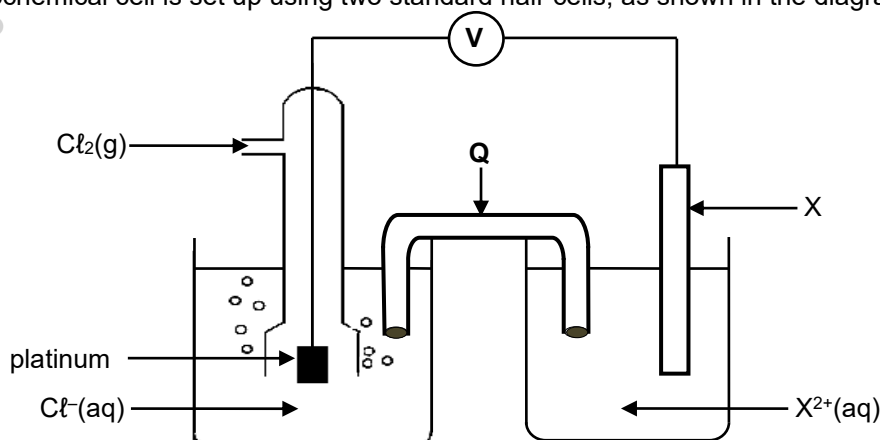 chemical cell is set up using two standard half-cells, as shown in the
V
Cℓ₂(g)
Q
X
platinum
Cℓ⁻(aq)
X²⁺(aq)